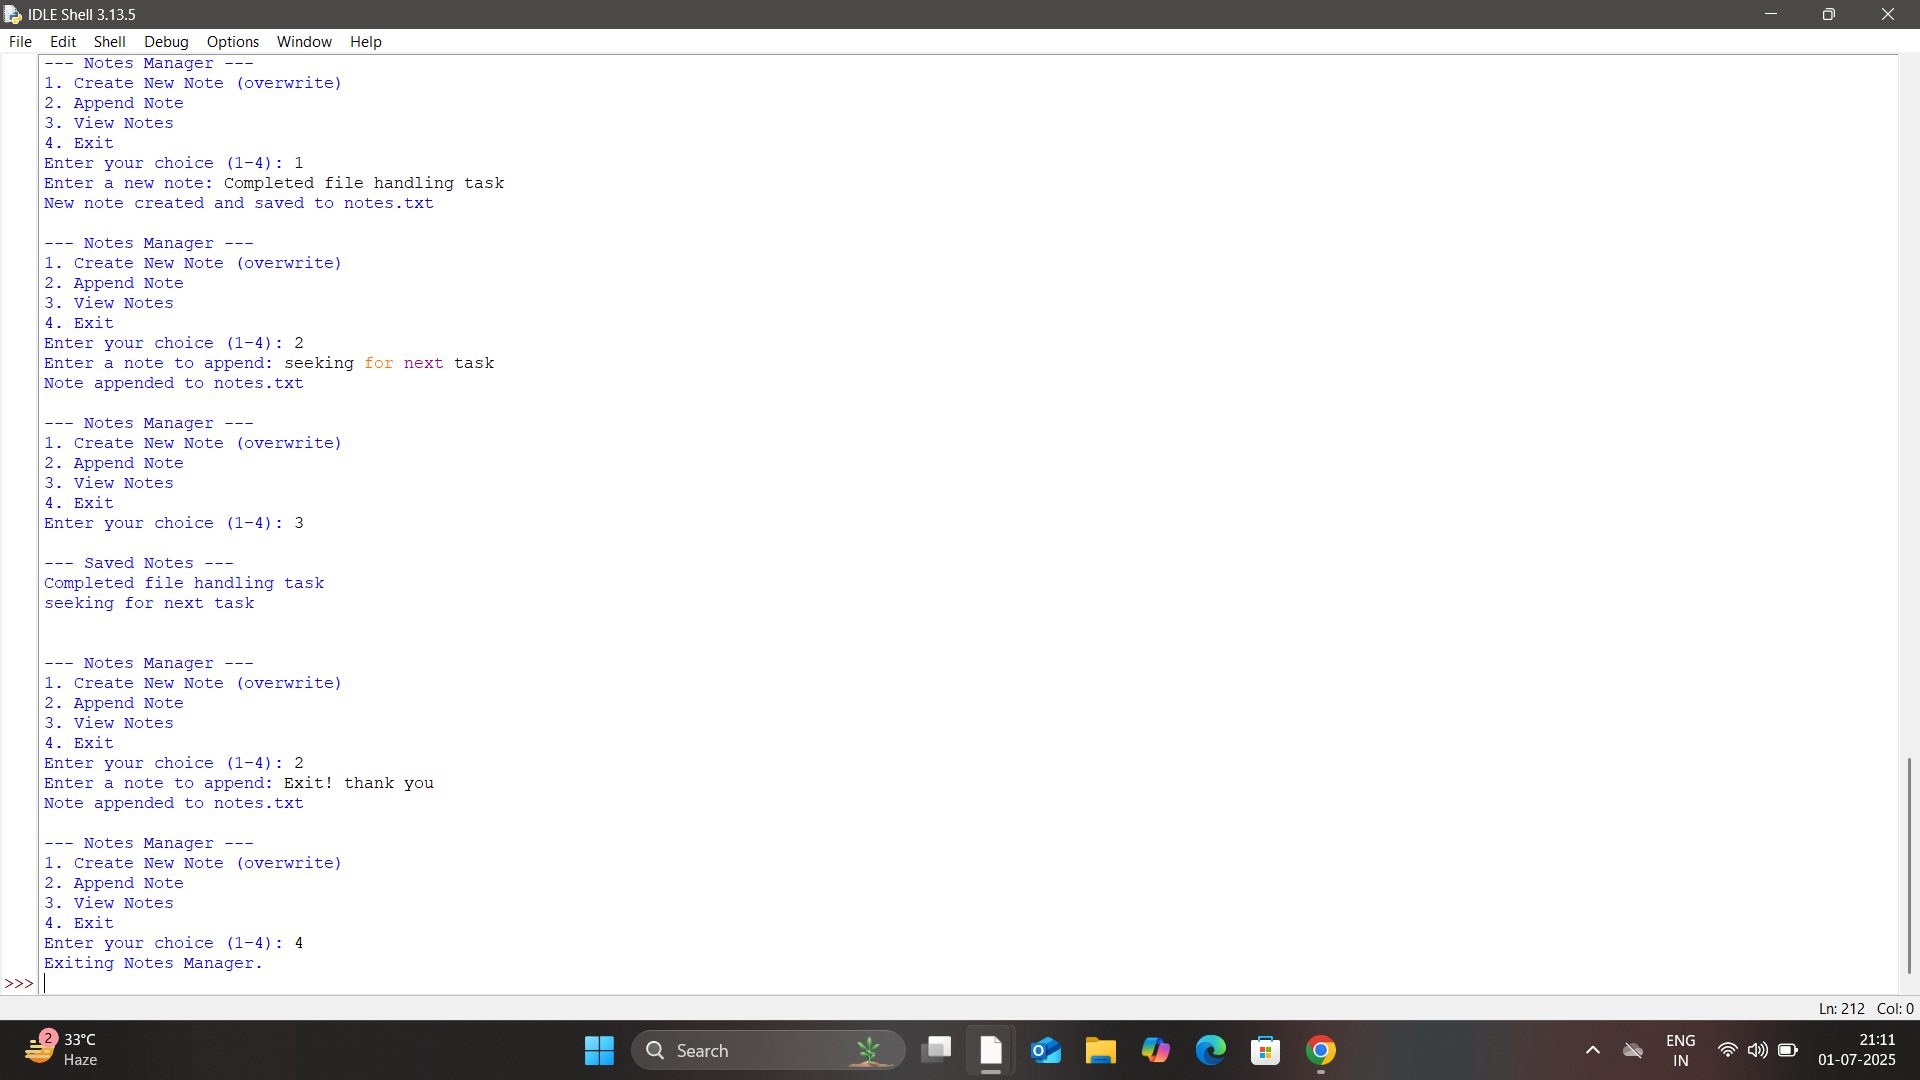 IDLE Shell 3.13.5
File Edit Shell Debug Options Window Help
--- Notes Manager ---
1. Create New Note (overwrite)
2. Append Note
3. View Notes
4. Exit
Enter your choice (1-4): 1
Enter a new note: Completed file handling task
New note created and saved to notes.txt
--- Notes Manager ---
1. Create New Note (overwrite)
2. Append Note
3. View Notes
4. Exit
Enter your choice (1-4): 2
Enter a note to append: seeking for next task
Note appended to notes.txt
--- Notes Manager ---
1. Create New Note (overwrite)
2. Append Note
3. View Notes
4. Exit
Enter your choice (1-4): 3
--- Saved Notes ---
Completed file handling task
seeking for next task
--- Notes Manager ---
1. Create New Note (overwrite)
2. Append Note
3. View Notes
4. Exit
Enter your choice (1-4): 2
Enter a note to append: Exit! thank you
Note appended to notes.txt
--- Notes Manager ---
1. Create New Note (overwrite)
2. Append Note
3. View Notes
4. Exit
Enter your choice (1-4): 4
Exiting Notes Manager.
>>>
Ln: 212 Col: 0
2
33°C
Haze
Search
ENG
IN
21:11
01-07-2025